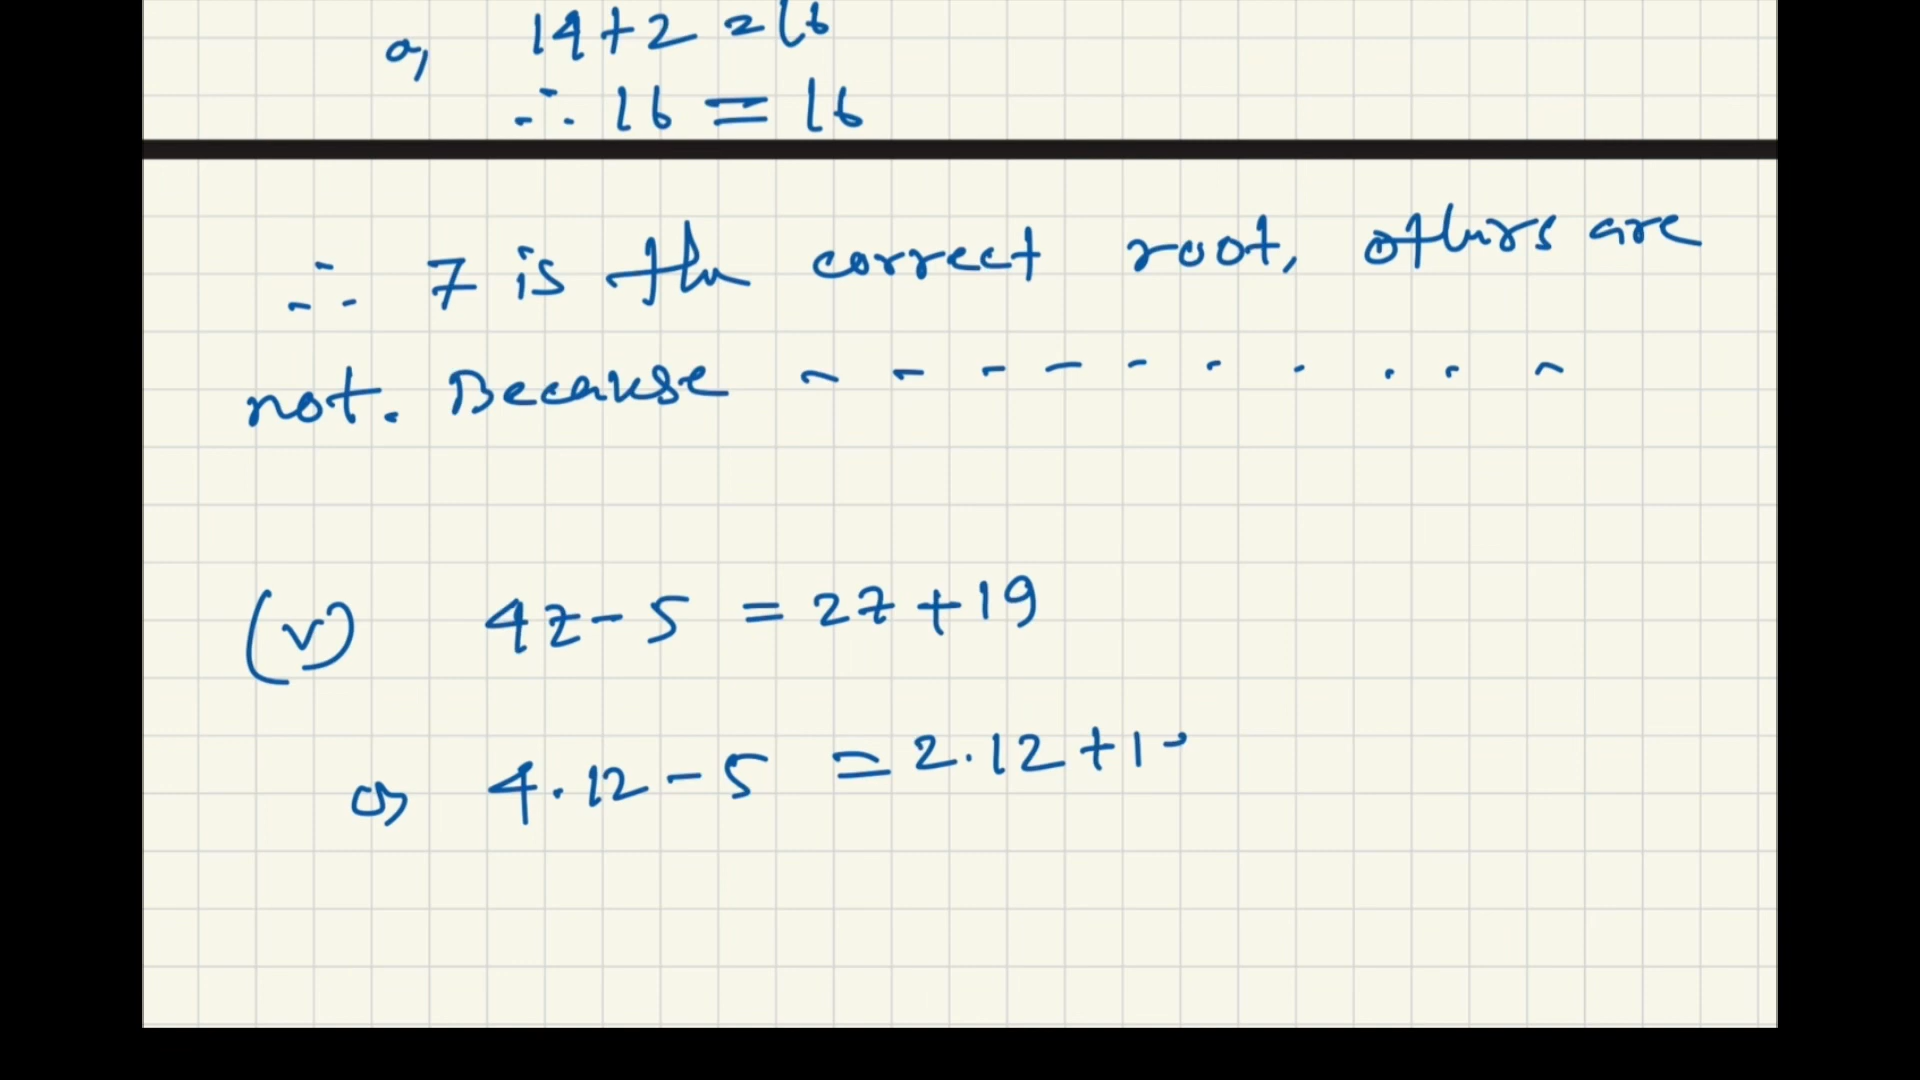 or, 14+2 = 16
∴ 16 = 16
∴ 7 is the correct root, others are
not. Because - - - - - - - - - -
(v) 4z-5 = 2z+19
or, 4.12-5 = 2.12+1